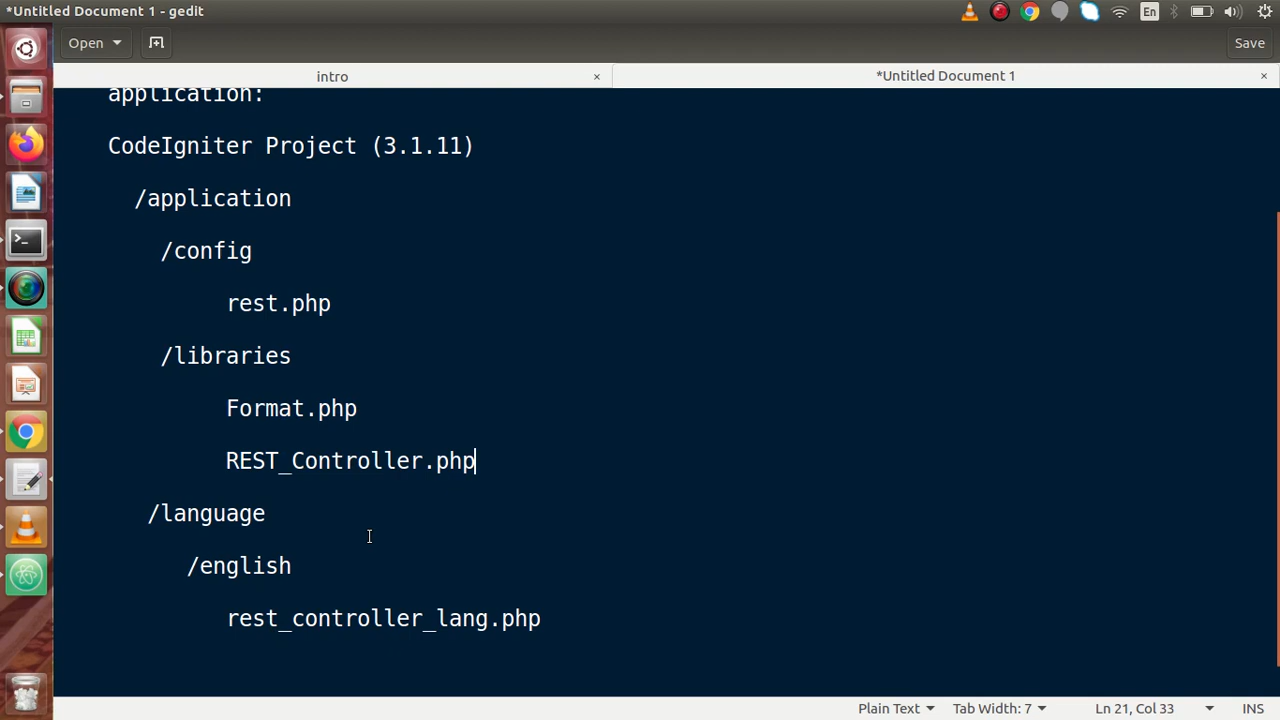 *Untitled Document 1 - gedit
En
Open
Save
intro
*Untitled Document 1
application:
CodeIgniter Project (3.1.11)
/application
/config
rest.php
/libraries
Format.php
REST_Controller.php
/language
/english
rest_controller_lang.php
Plain Text
Tab Width: 7
Ln 21, Col 33
INS